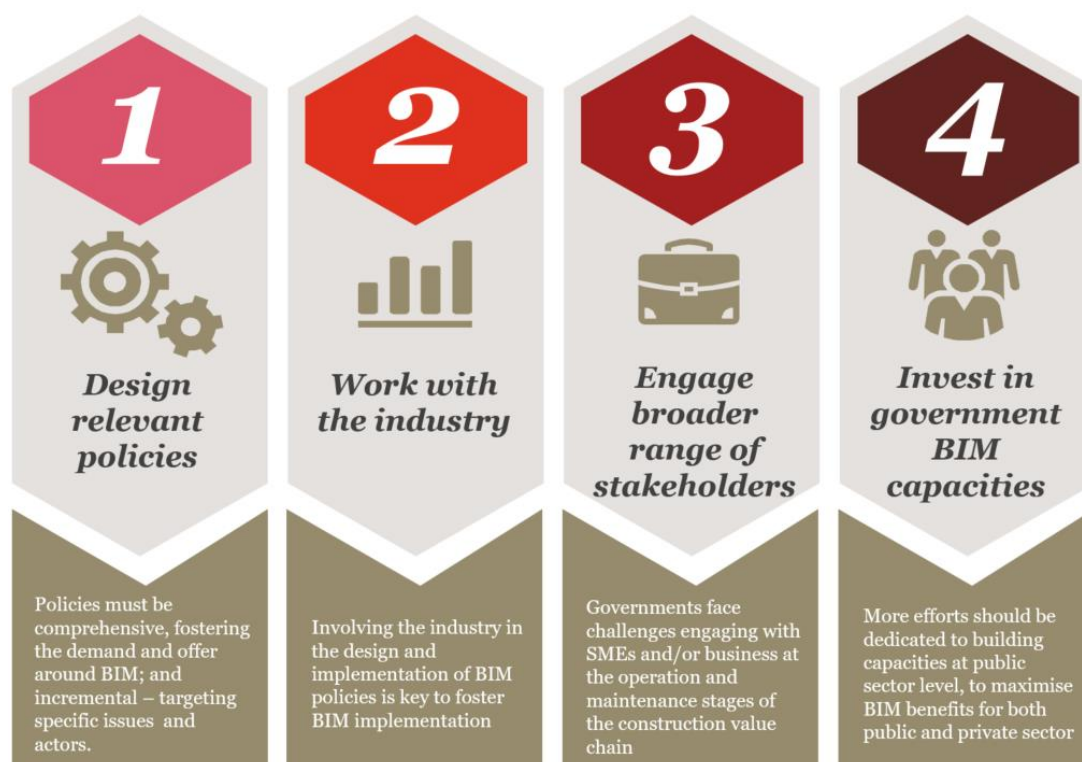 1
Design
relevant
policies
Policies must be
comprehensive, fostering
the demand and offer
around BIM; and
incremental – targeting
specific issues and
actors.
2
Work with
the industry
Involving the industry in
the design and
implementation of BIM
policies is key to foster
BIM implementation
3
Engage
broader
range of
stakeholders
Governments face
challenges engaging with
SMEs and/or business at
the operation and
maintenance stages of
the construction value
chain
4
Invest in
government
BIM
capacities
More efforts should be
dedicated to building
capacities at public
sector level, to maximise
BIM benefits for both
public and private sector